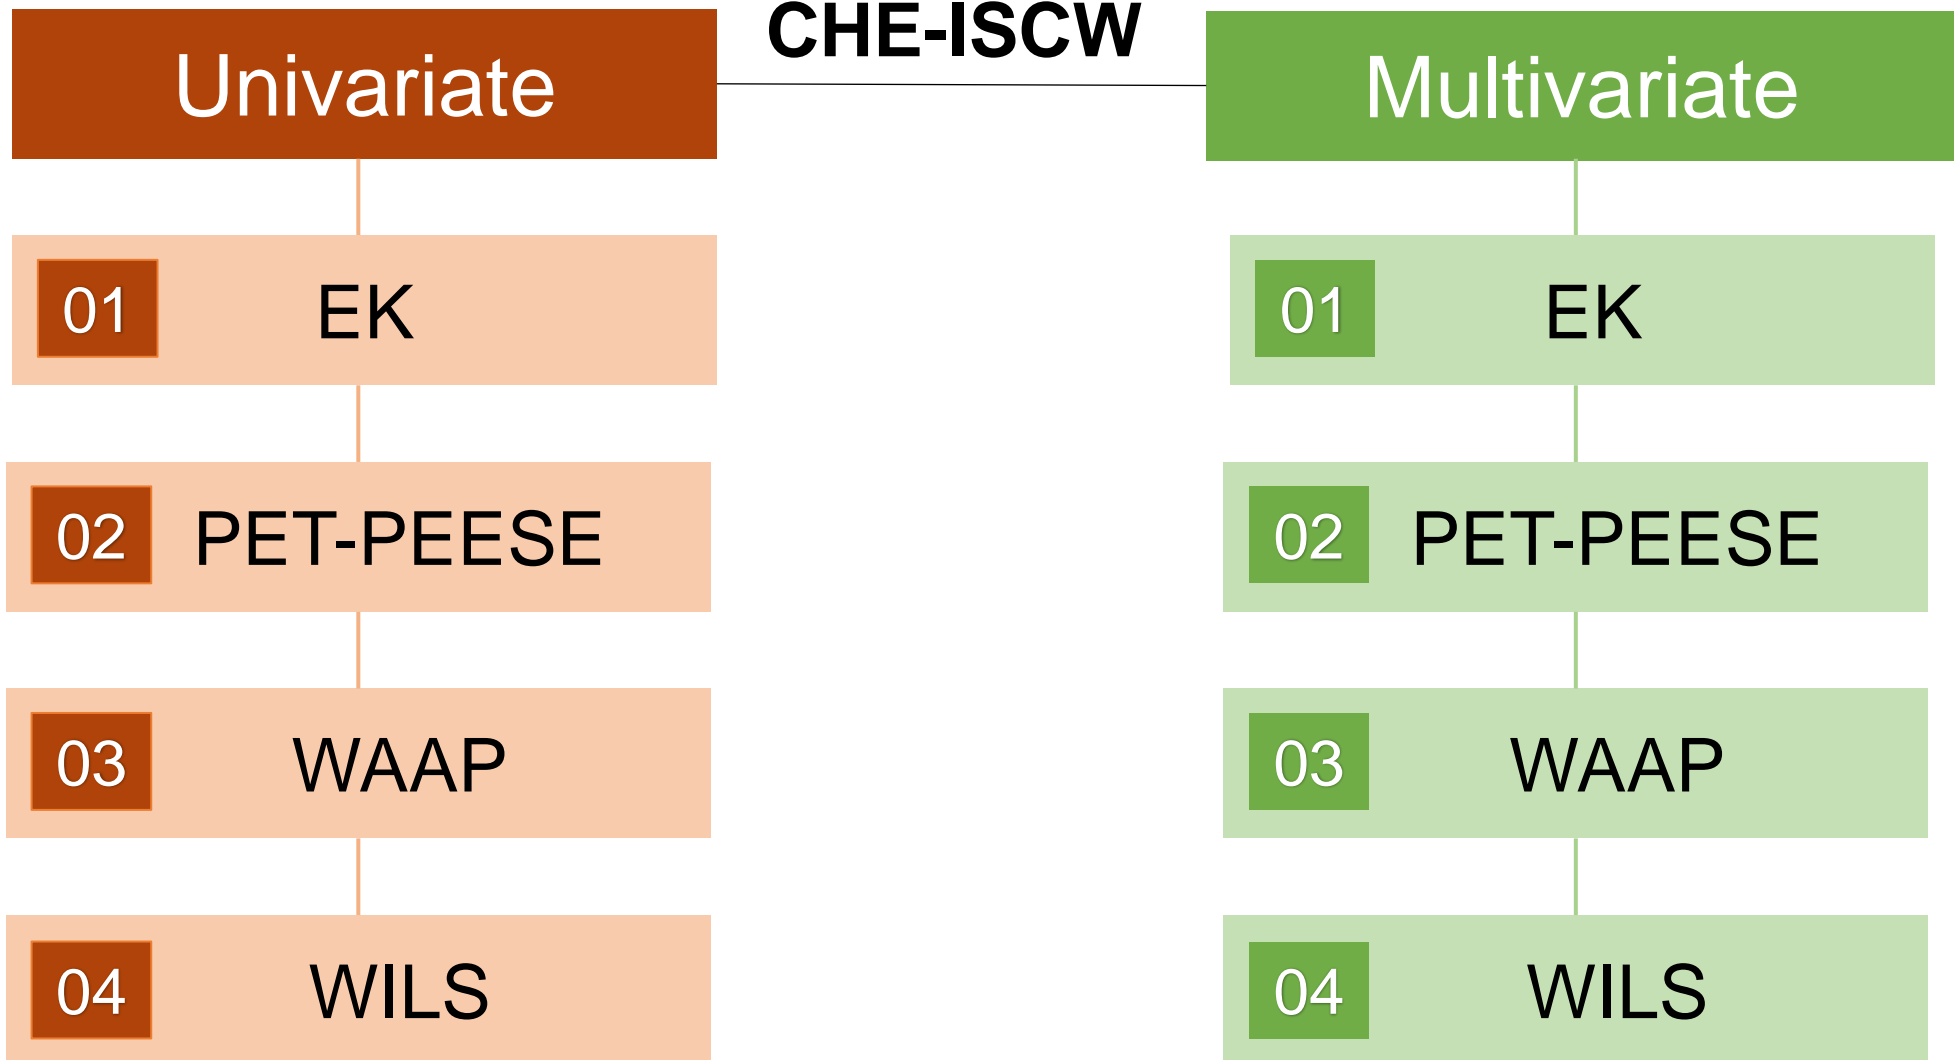 CHE-ISCW
Univariate
Multivariate
01 EK
01 EK
02 PET-PEESE
02 PET-PEESE
03 WAAP
03 WAAP
04 WILS
04 WILS